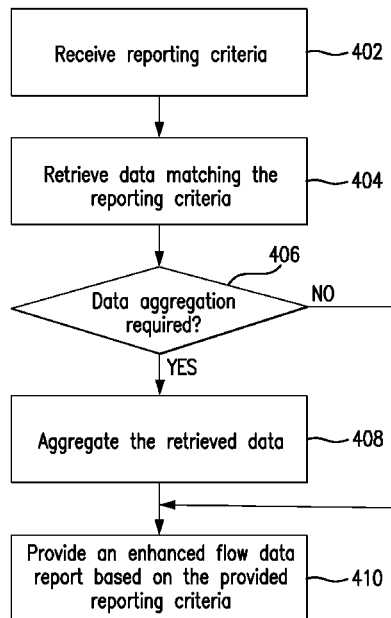 Receive reporting criteria
402
Retrieve data matching the
reporting criteria
404
406
Data aggregation
required?
NO
YES
Aggregate the retrieved data
408
Provide an enhanced flow data
report based on the provided
reporting criteria
410